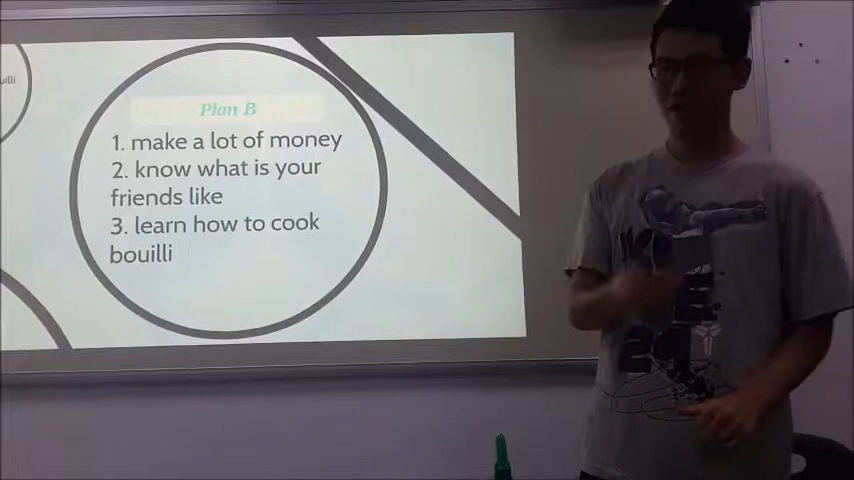 uilli
Plan B
1. make a lot of money
2. know what is your
friends like
3. learn how to cook
bouilli